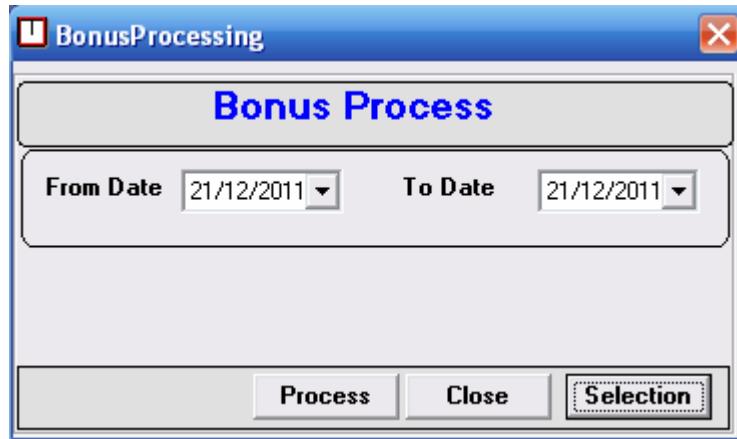 BonusProcessing
Bonus Process
From Date 21/12/2011 To Date 21/12/2011
Process Close Selection